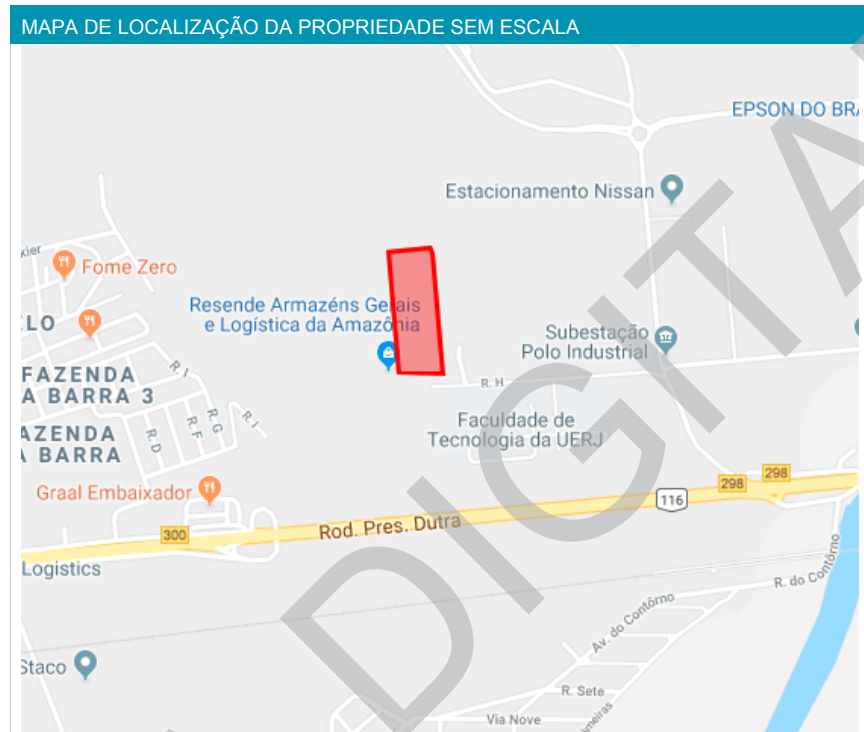 MAPA DE LOCALIZAÇÃO DA PROPRIEDADE SEM ESCALA
EPSON DO BRA
Estacionamento Nissan
Fome Zero
Resende Armazéns Gerais
e Logística da Amazônia
LO
Subestação
Polo Industrial
FAZENDA
A BARRA 3
R. I
R. H
R. G
R. I
R. F
R. D
AZENDA
A BARRA
Faculdade de
Tecnologia da UERJ
Graal Embaixador
298
298
116
300
Rod. Pres. Dutra
Logistics
R. do Contôrno
Av. do Contôrno
Staco
R. Sete
Via Nove
DIGITA